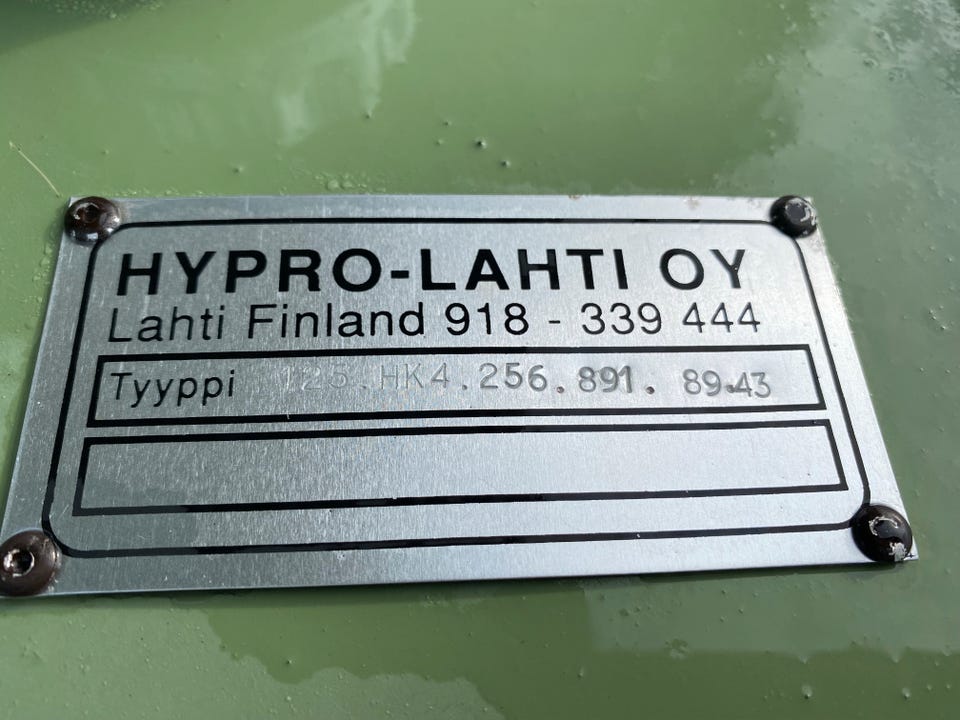 HYPRO-LAHTI OY
Lahti Finland 918 - 339 444
Tyyppi 125.HK4.256.891. 89.43